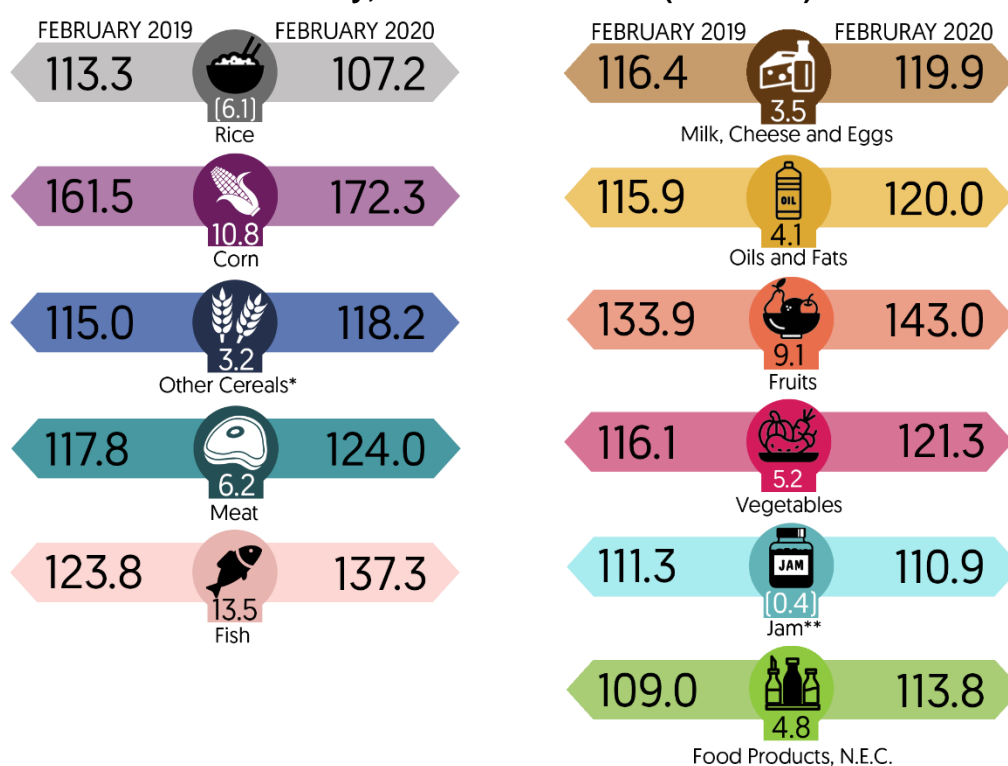 FEBRUARY 2019 FEBRUARY 2020
113.3 107.2
(6.1)
Rice
161.5 172.3
10.8
Corn
115.0 118.2
3.2
Other Cereals*
117.8 124.0
6.2
Meat
123.8 137.3
13.5
Fish
FEBRUARY 2019 FEBRURAY 2020
116.4 119.9
3.5
Milk, Cheese and Eggs
115.9 120.0
OIL
4.1
Oils and Fats
133.9 143.0
9.1
Fruits
116.1 121.3
5.2
Vegetables
111.3 110.9
JAM
(0.4)
Jam**
109.0 113.8
4.8
Food Products, N.E.C.